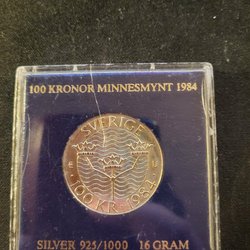 100 KRONOR MINNESMYNT 1984
SVERIGE
E U
100 KR · 1984
SILVER 925/1000 16 GRAM